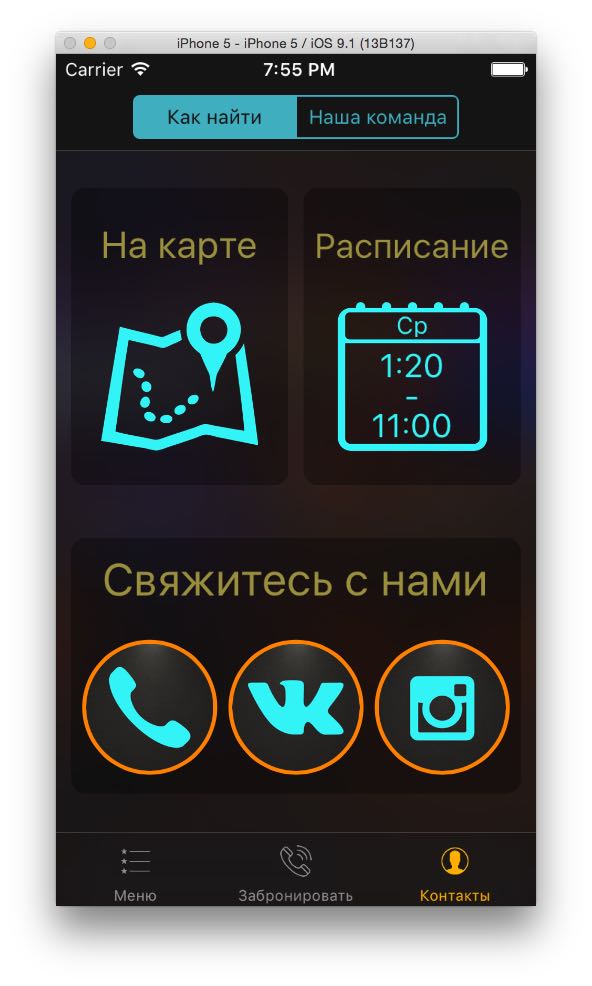 iPhone 5 - iPhone 5 / iOS 9.1 (13B137)
Carrier 7:55 PM
Как найти Наша команда
На карте Расписание
Ср
1:20
-
11:00
Свяжитесь с нами
Меню Забронировать Контакты